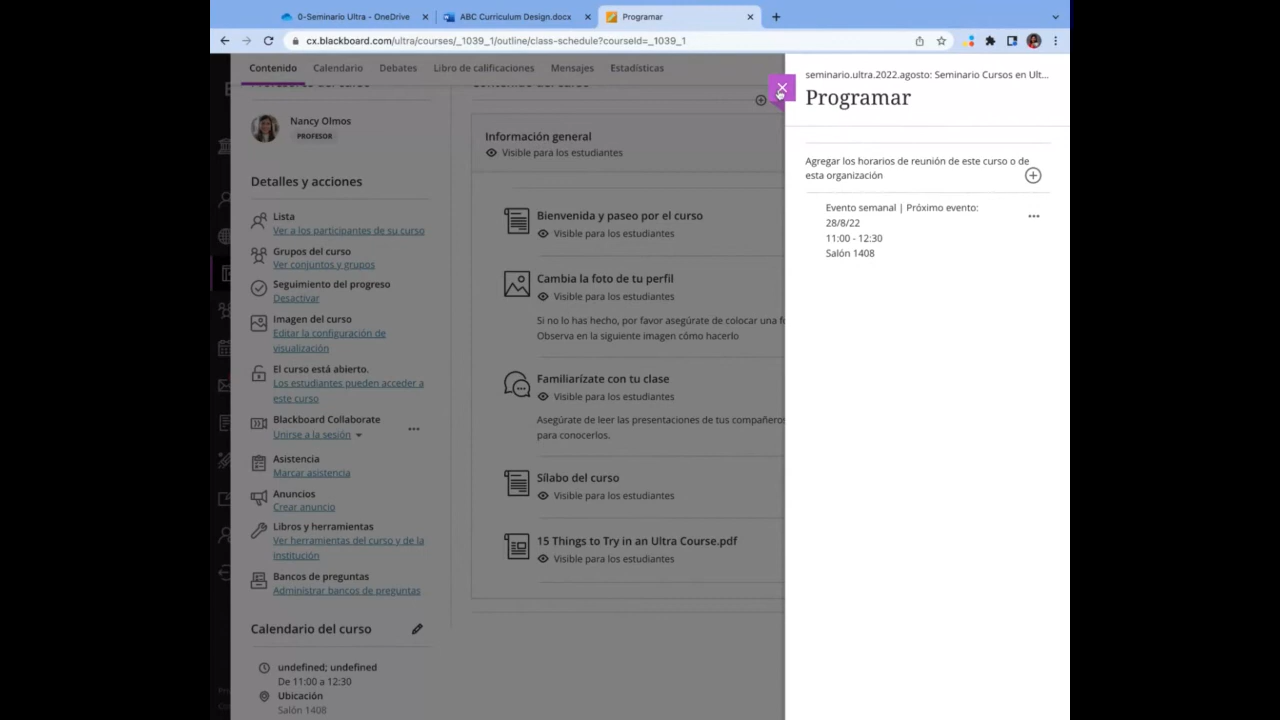 0-Seminario Ultra - OneDrive
ABC Curriculum Design.docx
Programar
cx.blackboard.com/ultra/courses/_1039_1/outline/class-schedule?courseId=_1039_1
Contenido
Calendario
Debates
Libro de calificaciones
Mensajes
Estadísticas
Nancy Olmos
PROFESOR
Detalles y acciones
Lista
Ver a los participantes de su curso
Grupos del curso
Ver conjuntos y grupos
Seguimiento del progreso
Desactivar
Imagen del curso
Editar la configuración de
visualización
El curso está abierto.
Los estudiantes pueden acceder a
este curso
Blackboard Collaborate
Unirse a la sesión
Asistencia
Marcar asistencia
Anuncios
Crear anuncio
Libros y herramientas
Ver herramientas del curso y de la
institución
Bancos de preguntas
Administrar bancos de preguntas
Calendario del curso
undefined; undefined
De 11:00 a 12:30
Ubicación
Salón 1408
Información general
Visible para los estudiantes
Bienvenida y paseo por el curso
Visible para los estudiantes
Cambia la foto de tu perfil
Visible para los estudiantes
Si no lo has hecho, por favor asegúrate de colocar una fo
Observa en la siguiente imagen cómo hacerlo
Familiarízate con tu clase
Visible para los estudiantes
Asegúrate de leer las presentaciones de tus compañeros
para conocerlos.
Sílabo del curso
Visible para los estudiantes
15 Things to Try in an Ultra Course.pdf
Visible para los estudiantes
seminario.ultra.2022.agosto: Seminario Cursos en Ult...
Programar
Agregar los horarios de reunión de este curso o de
esta organización
Evento semanal | Próximo evento:
28/8/22
11:00 - 12:30
Salón 1408